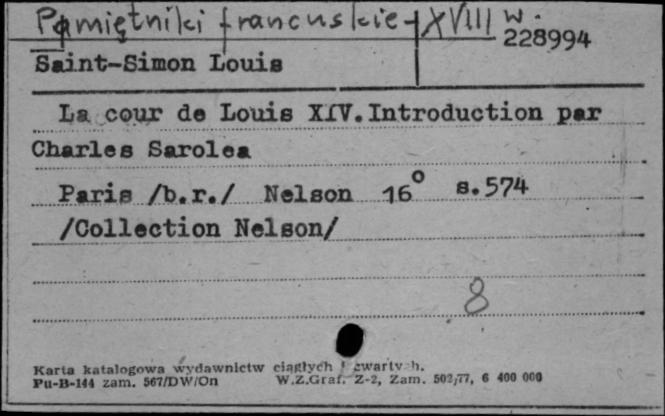 Pamiętniki francuskie - XVIII w.
228994
Saint-Simon Louis
La cour de Louis XIV. Introduction par
Charles Sarolea
Paris /b.r./ Nelson 16° s.574
/Collection Nelson/
8
Karta katalogowa wydawnictw ciągłych i zwartych.
Pu-B-144 zam. 567/DW/On W.Z.Graf. Z-2, Zam. 502/77, 6 400 000